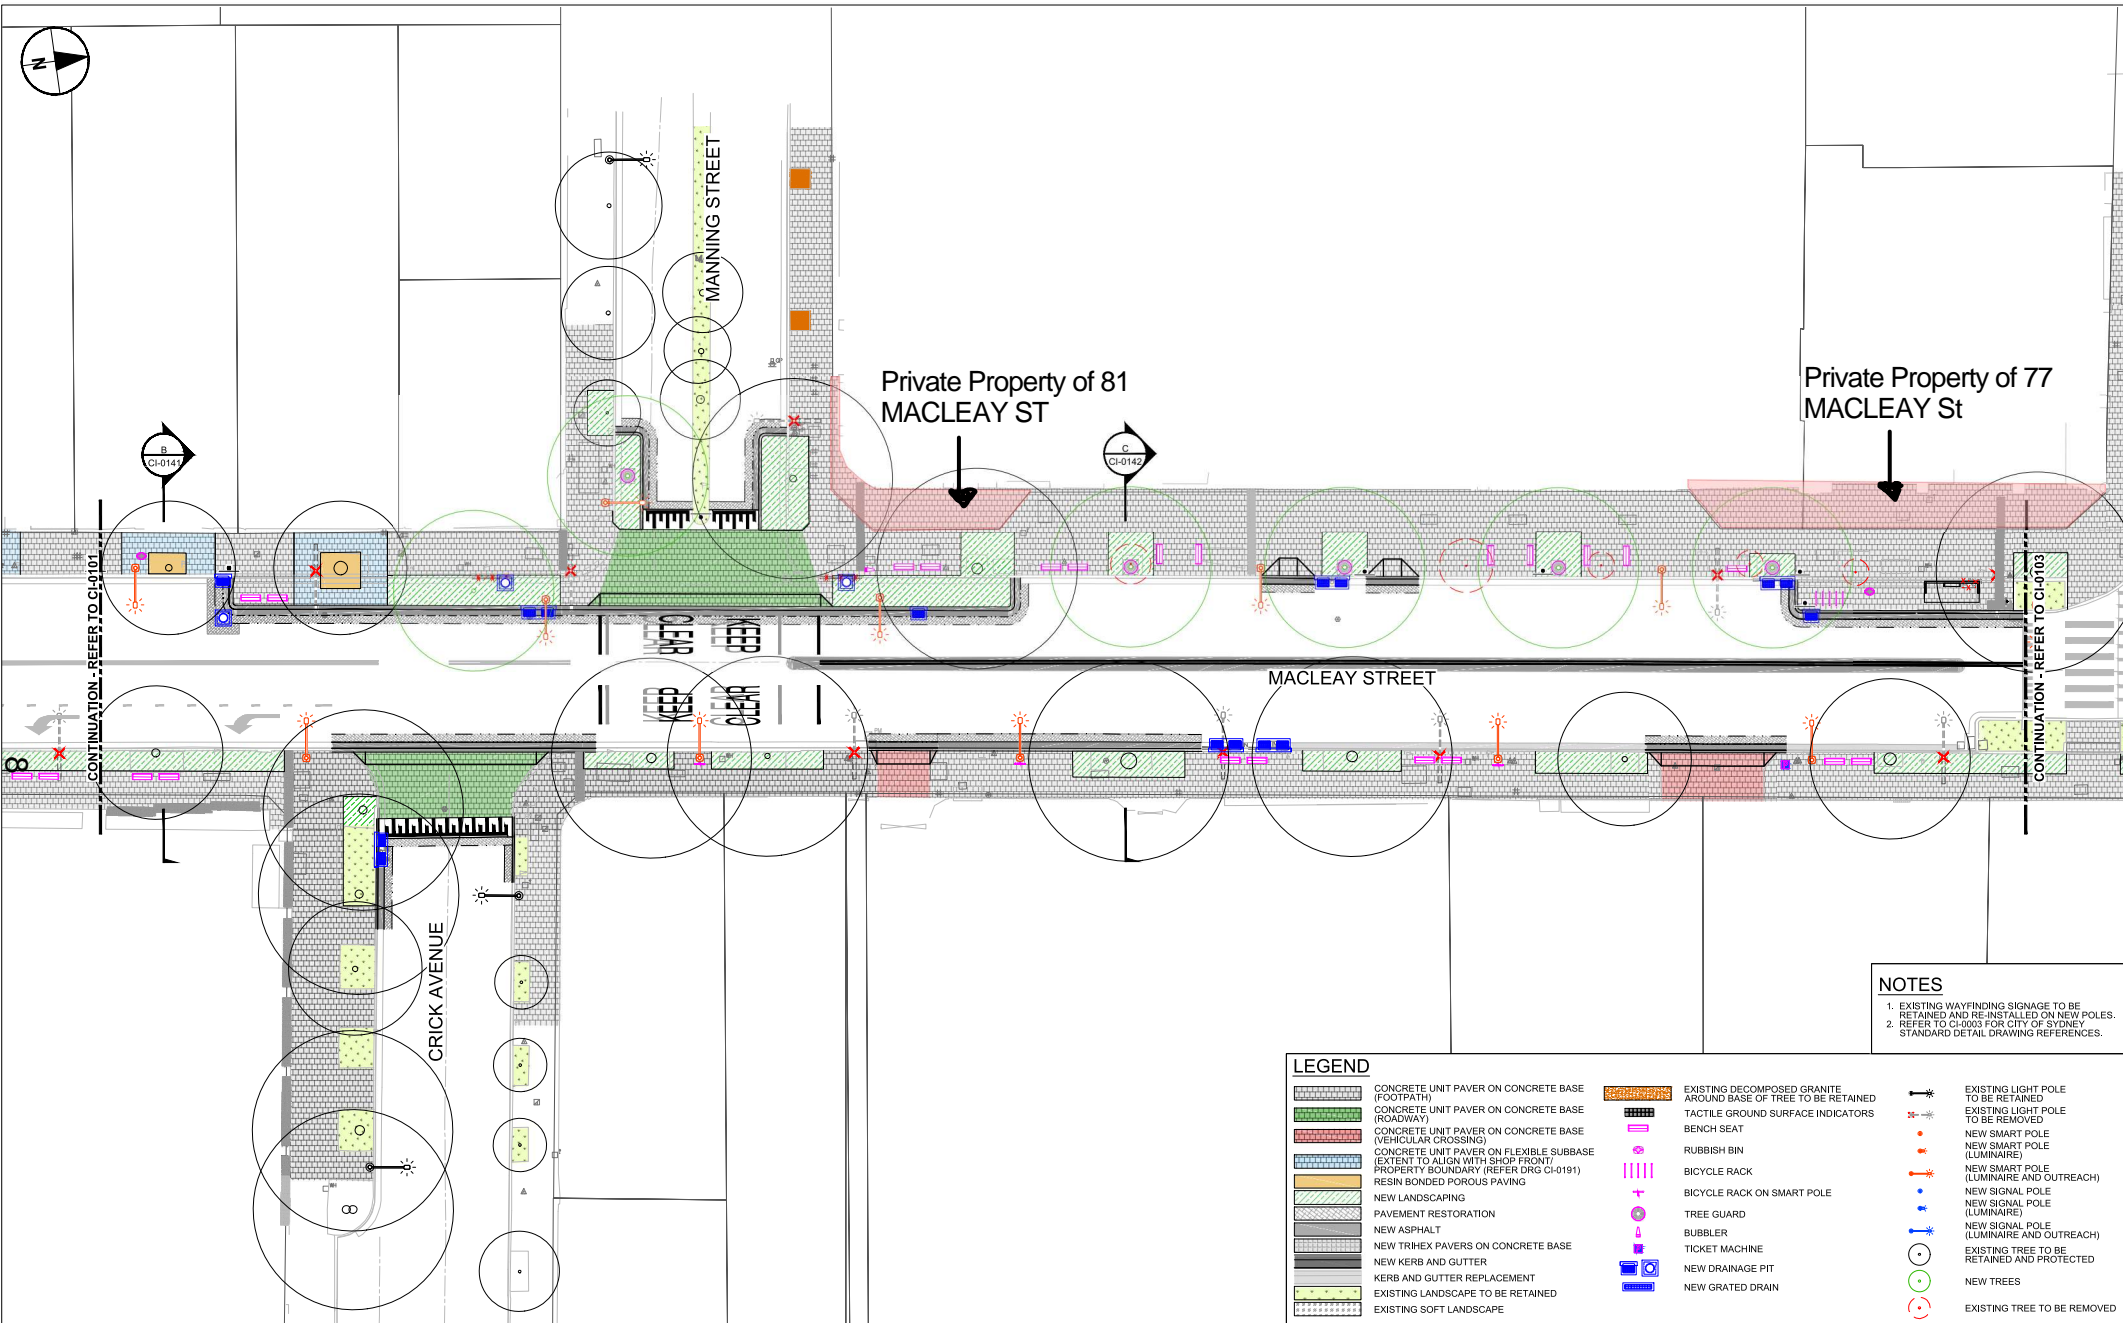 N
MANNING STREET
Private Property of 81
MACLEAY ST
Private Property of 77
MACLEAY St
B
CI-0141
C
CI-0142
CONTINUATION - REFER TO CI-0101
CONTINUATION - REFER TO CI-0103
KEEP
CLEAR
MACLEAY STREET
CRICK AVENUE
NOTES
1. EXISTING WAYFINDING SIGNAGE TO BE
RETAINED AND RE-INSTALLED ON NEW POLES.
2. REFER TO CI-0003 FOR CITY OF SYDNEY
STANDARD DETAIL DRAWING REFERENCES.
LEGEND
CONCRETE UNIT PAVER ON CONCRETE BASE
(FOOTPATH)
CONCRETE UNIT PAVER ON CONCRETE BASE
(ROADWAY)
CONCRETE UNIT PAVER ON CONCRETE BASE
(VEHICULAR CROSSING)
CONCRETE UNIT PAVER ON FLEXIBLE SUBBASE
(EXTENT TO ALIGN WITH SHOP FRONT/
PROPERTY BOUNDARY (REFER DRG CI-0191)
RESIN BONDED POROUS PAVING
NEW LANDSCAPING
PAVEMENT RESTORATION
NEW ASPHALT
NEW TRIHEX PAVERS ON CONCRETE BASE
NEW KERB AND GUTTER
KERB AND GUTTER REPLACEMENT
EXISTING LANDSCAPE TO BE RETAINED
EXISTING SOFT LANDSCAPE
EXISTING DECOMPOSED GRANITE
AROUND BASE OF TREE TO BE RETAINED
TACTILE GROUND SURFACE INDICATORS
BENCH SEAT
RUBBISH BIN
BICYCLE RACK
BICYCLE RACK ON SMART POLE
TREE GUARD
BUBBLER
TICKET MACHINE
NEW DRAINAGE PIT
NEW GRATED DRAIN
EXISTING LIGHT POLE
TO BE RETAINED
EXISTING LIGHT POLE
TO BE REMOVED
NEW SMART POLE
NEW SMART POLE
(LUMINAIRE)
NEW SMART POLE
(LUMINAIRE AND OUTREACH)
NEW SIGNAL POLE
NEW SIGNAL POLE
(LUMINAIRE)
NEW SIGNAL POLE
(LUMINAIRE AND OUTREACH)
EXISTING TREE TO BE
RETAINED AND PROTECTED
NEW TREES
EXISTING TREE TO BE REMOVED